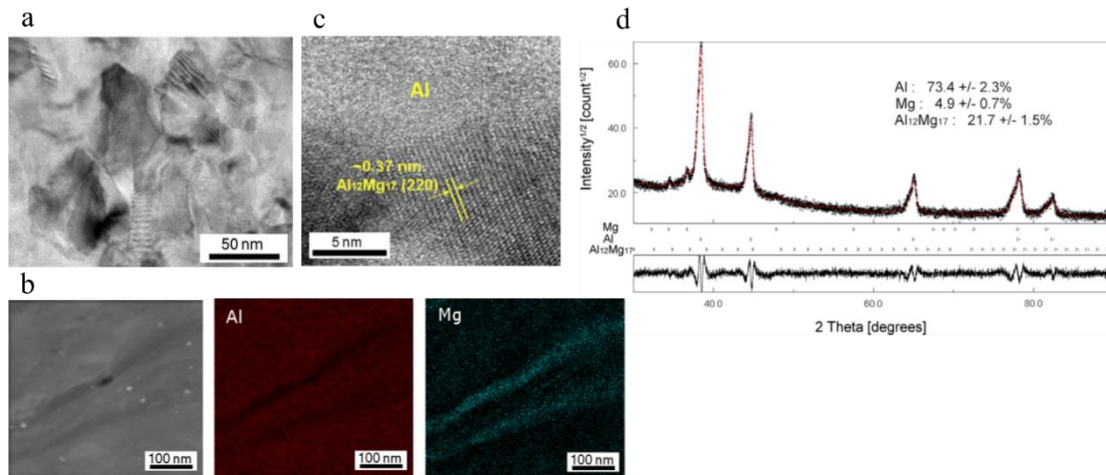 a
50 nm
c
Al
~0.37 nm
Al₁₂Mg₁₇ (220)
5 nm
d
Intensity^1/2 [count^1/2]
60.0
40.0
20.0
Al : 73.4 +/- 2.3%
Mg : 4.9 +/- 0.7%
Al₁₂Mg₁₇ : 21.7 +/- 1.5%
Mg
Al
Al₁₂Mg₁₇
40.0 60.0 80.0
2 Theta [degrees]
b
100 nm
Al
100 nm
Mg
100 nm